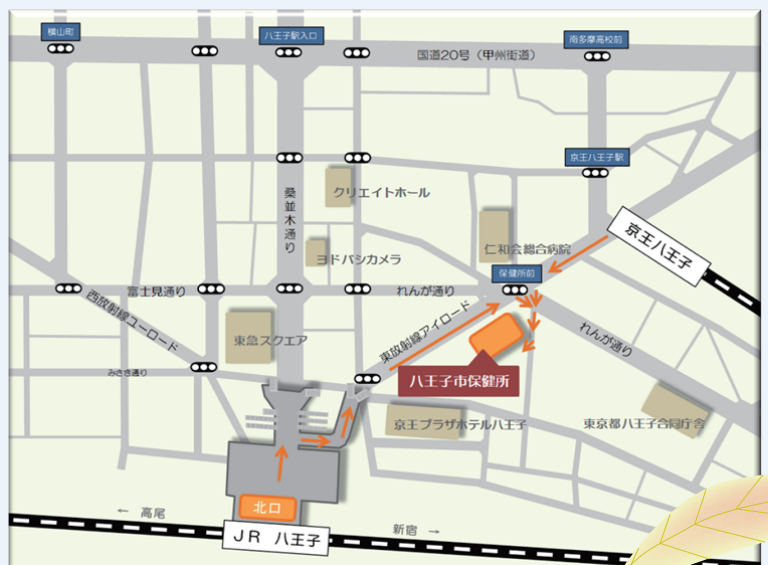 横山町
八王子駅入口
南多摩高校前
国道20号（甲州街道）
京王八王子駅
クリエイトホール
桑並木通り
仁和会総合病院
京王八王子
ヨドバシカメラ
保健所前
富士見通り
れんが通り
西放射線ユーロード
東放射線アイロード
れんが通り
東急スクエア
みさき通り
八王子市保健所
京王プラザホテル八王子
東京都八王子合同庁舎
北口
← 高尾
新宿 →
JR 八王子